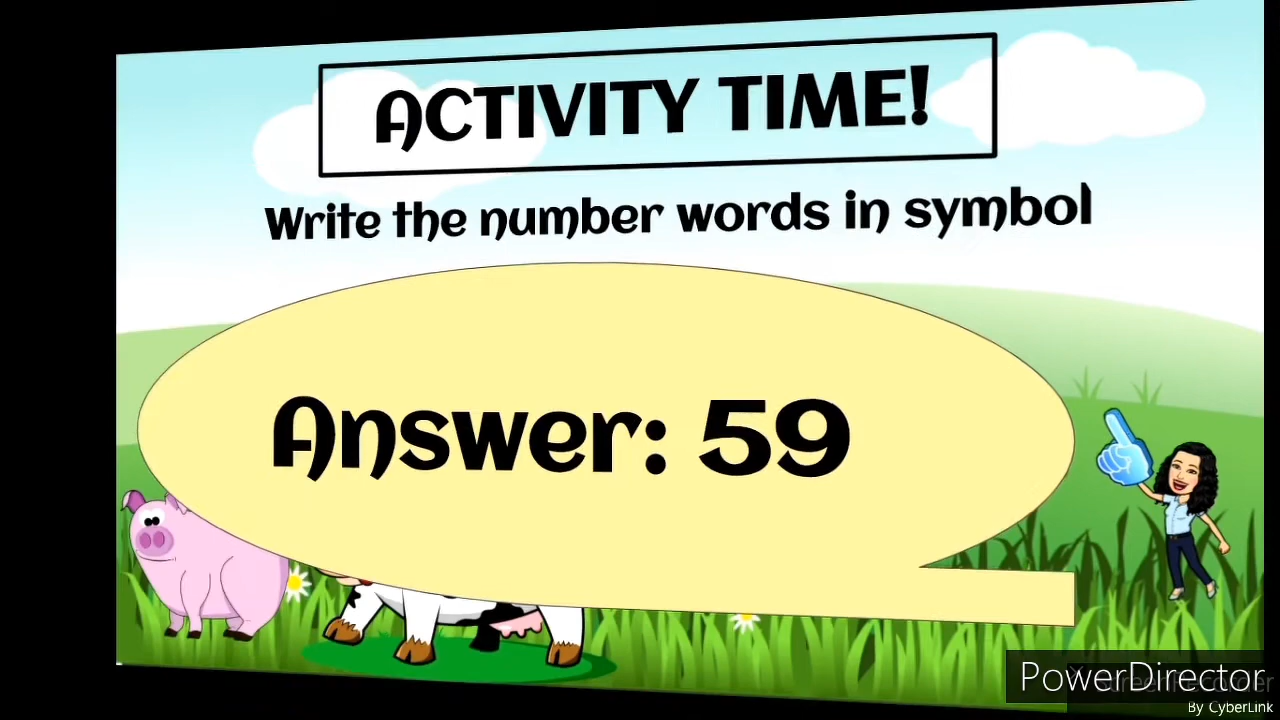 ACTIVITY TIME!
Write the number words in symbol
Answer: 59
PowerDirector
By CyberLink